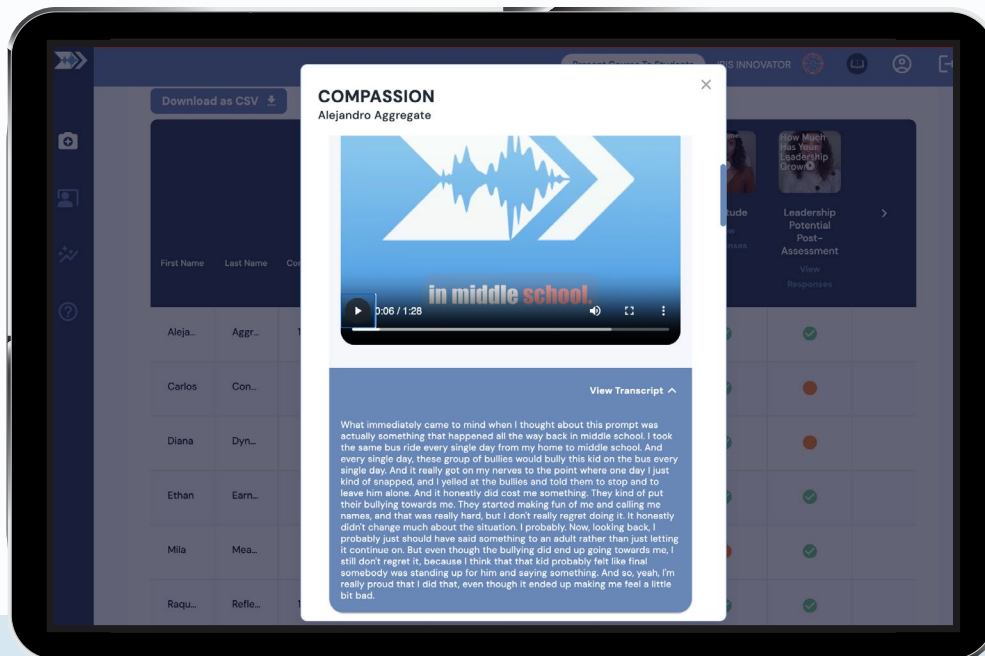 Present Course To Students
IRIS INNOVATOR
Download as CSV
COMPASSION
Alejandro Aggregate
How Much
Has Your
Leadership
Grown
in middle school.
0:06 / 1:28
Leadership
Potential
Post-
Assessment
View
Responses
First Name
Last Name
View Transcript
What immediately came to mind when I thought about this prompt was
actually something that happened all the way back in middle school. I took
the same bus ride every single day from my home to middle school. And
every single day, these group of bullies would bully this kid on the bus every
single day. And it really got on my nerves to the point where one day I just
kind of snapped, and I yelled at the bullies and told them to stop and to
leave him alone. And it honestly did cost me something. They kind of put
their bullying towards me. They started making fun of me and calling me
names, and that was really hard, but I don't really regret doing it. It honestly
didn't change much about the situation. I probably. Now, looking back, I
probably just should have said something to an adult rather than just letting
it continue on. But even though the bullying did end up going towards me, I
still don't regret it, because I think that that kid probably felt like final
somebody was standing up for him and saying something. And so, yeah, I'm
really proud that I did that, even though it ended up making me feel a little
bit bad.
Aleja... Aggr...
Carlos Con...
Diana Dyn...
Ethan Earn...
Mila Mea...
Raqu... Refle...